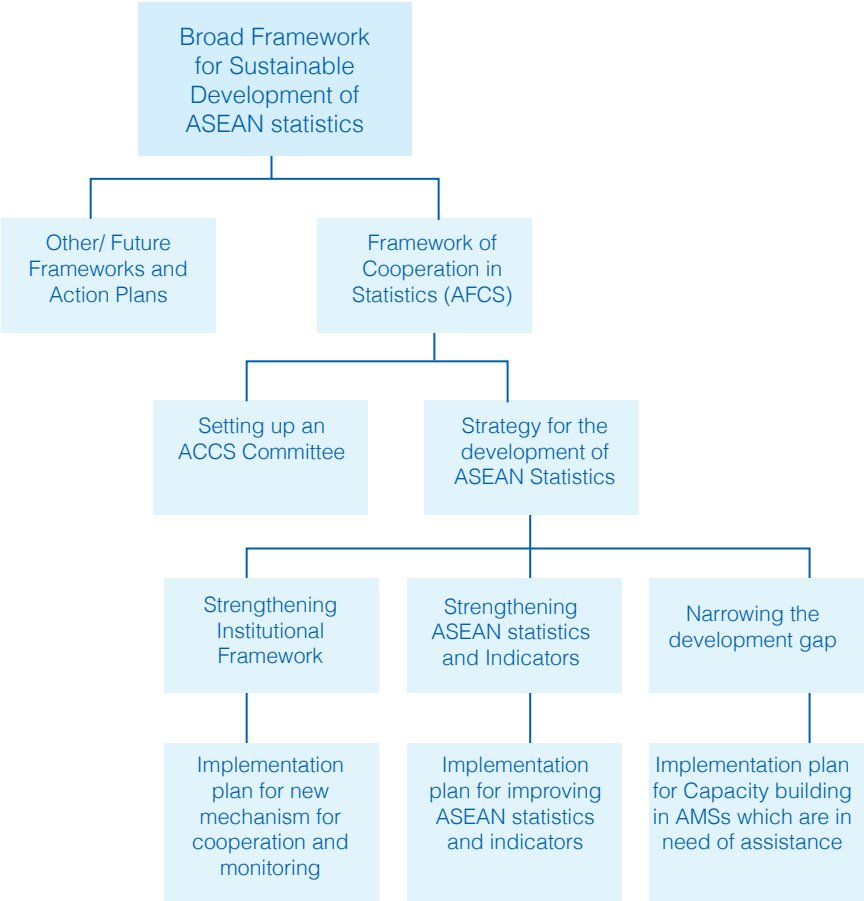 Broad Framework
for Sustainable
Development of
ASEAN statistics
Other/ Future
Frameworks and
Action Plans
Framework of
Cooperation in
Statistics (AFCS)
Setting up an
ACCS Committee
Strategy for the
development of
ASEAN Statistics
Strengthening
Institutional
Framework
Strengthening
ASEAN statistics
and Indicators
Narrowing the
development gap
Implementation
plan for new
mechanism for
cooperation and
monitoring
Implementation
plan for improving
ASEAN statistics
and indicators
Implementation plan
for Capacity building
in AMSs which are in
need of assistance